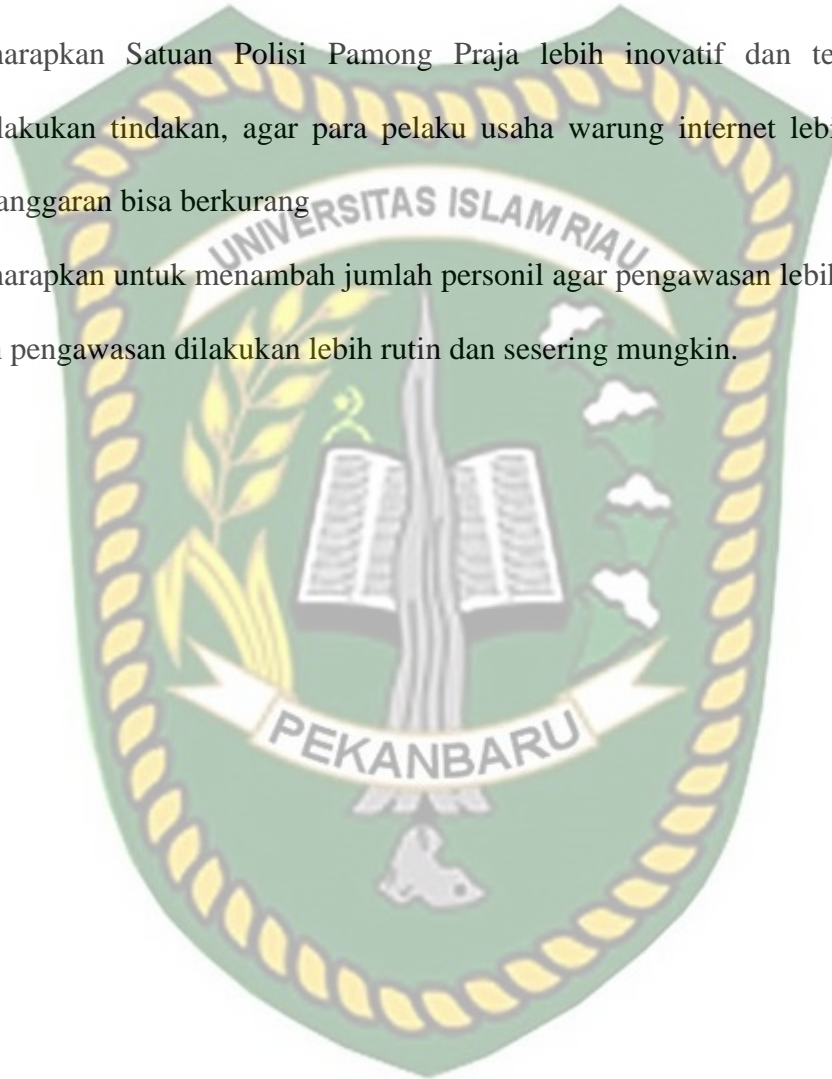 harapkan Satuan Polisi Pamong Praja lebih inovatif dan te
lakukan tindakan, agar para pelaku usaha warung internet lebi
anggaran bisa berkurang
UNIVERSITAS ISLAM RIAU
harapkan untuk menambah jumlah personil agar pengawasan lebih
pengawasan dilakukan lebih rutin dan sesering mungkin.
PEKANBARU